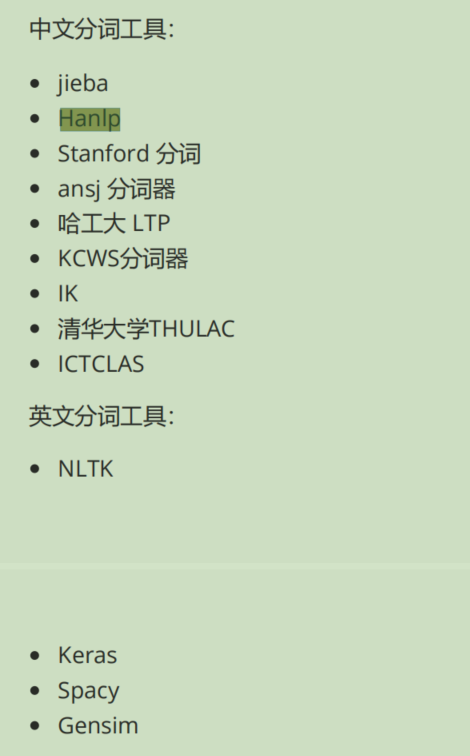 中文分词工具：
jieba
Hanlp
Stanford 分词
ansj 分词器
哈工大 LTP
KCWS分词器
IK
清华大学THULAC
ICTCLAS
英文分词工具：
NLTK
Keras
Spacy
Gensim